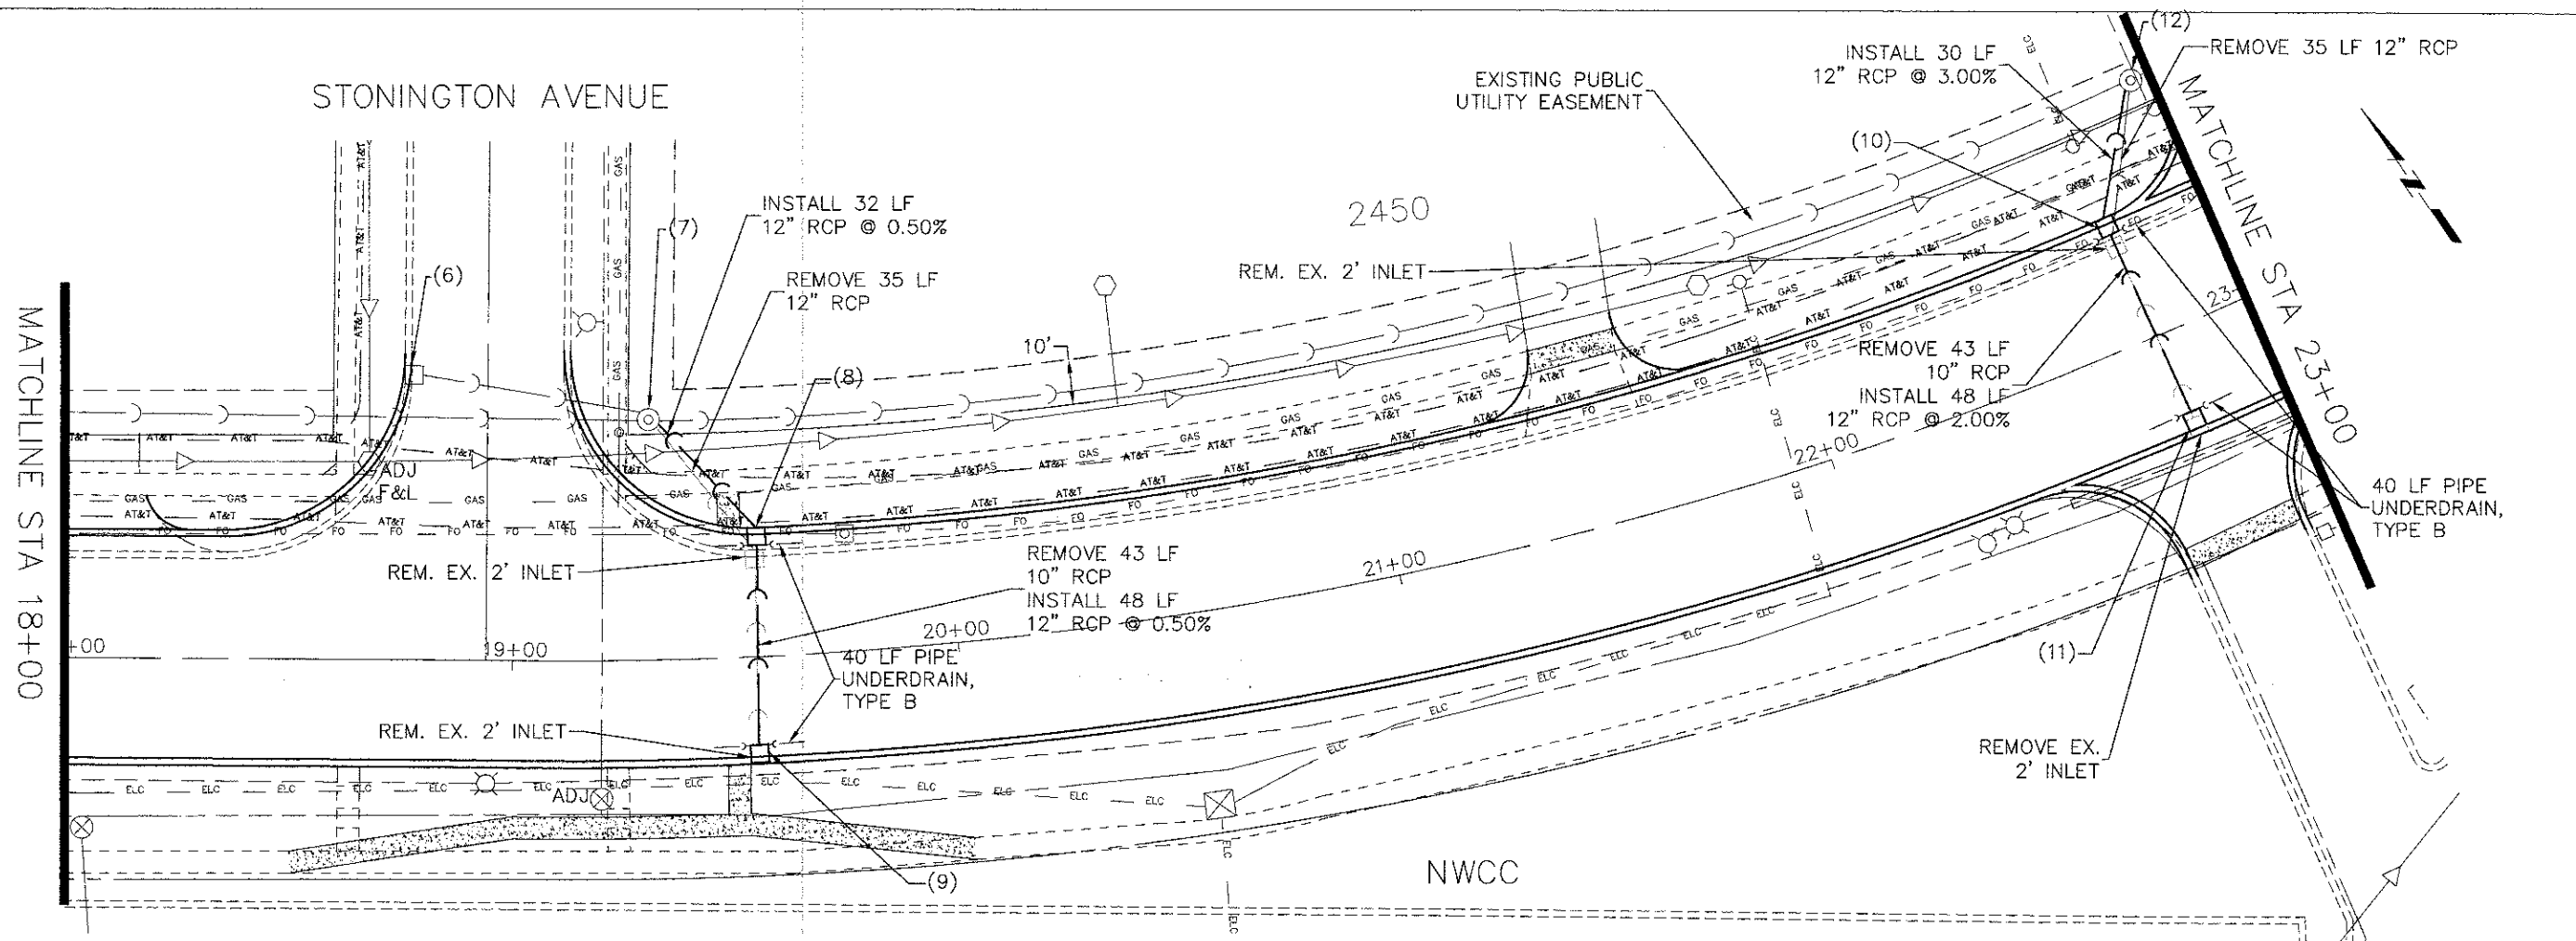 STONINGTON AVENUE
(12)
REMOVE 35 LF 12" RCP
INSTALL 30 LF
12" RCP @ 3.00%
EXISTING PUBLIC
UTILITY EASEMENT
(10)
MATCHLINE STA 23+00
INSTALL 32 LF
12" RCP @ 0.50%
(7)
2450
REM. EX. 2' INLET
(6)
REMOVE 35 LF
12" RCP
10'
(8)
MATCHLINE STA 18+00
23+
REMOVE 43 LF
10" RCP
INSTALL 48 LF
12" RCP @ 2.00%
22+00
ADJ
F&L
40 LF PIPE
UNDERDRAIN,
TYPE B
REM. EX. 2' INLET
REMOVE 43 LF
10" RCP
INSTALL 48 LF
12" RCP @ 0.50%
21+00
20+00
19+00
+00
40 LF PIPE
UNDERDRAIN,
TYPE B
(11)
REM. EX. 2' INLET
REMOVE EX.
2' INLET
ADJ
(9)
NWCC
AT&T
GAS
FO
ELC